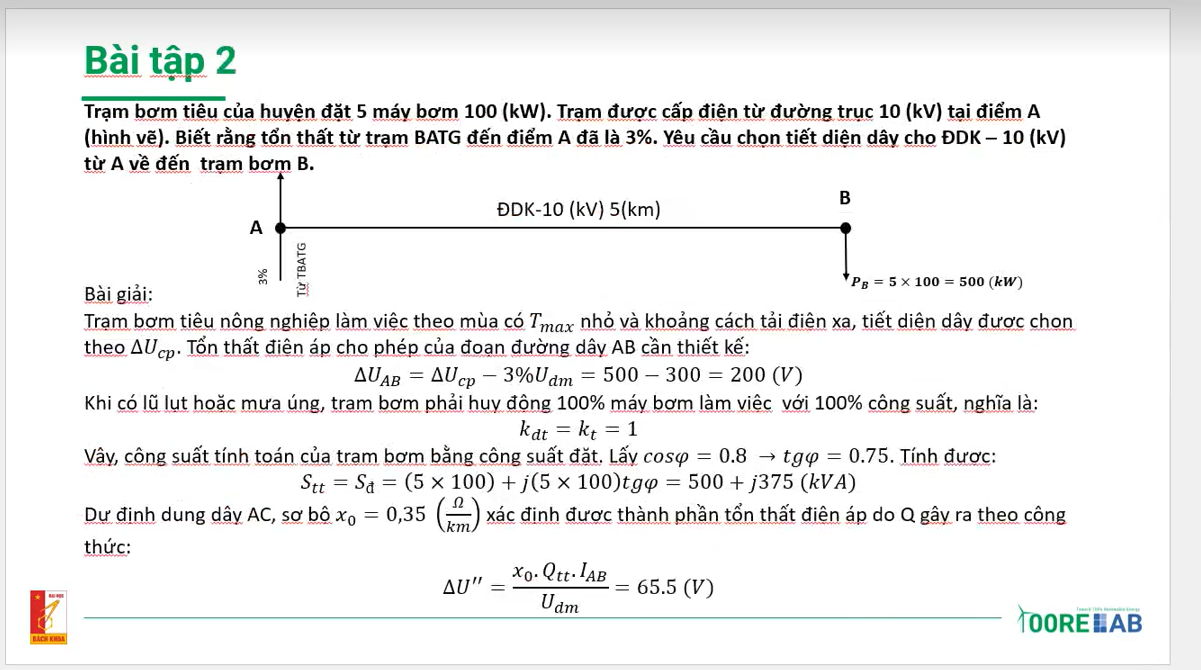 Bài tập 2
Trạm bơm tiêu của huyện đặt 5 máy bơm 100 (kW). Trạm được cấp điện từ đường trục 10 (kV) tại điểm A
(hình vẽ). Biết rằng tổn thất từ trạm BATG đến điểm A đã là 3%. Yêu cầu chọn tiết diện dây cho ĐDK – 10 (kV)
từ A về đến trạm bơm B.
B
ĐDK-10 (kV) 5(km)
A
3%
Từ TBATG
P_B = 5 × 100 = 500 (kW)
Bài giải:
Trạm bơm tiêu nông nghiệp làm việc theo mùa có T_max nhỏ và khoảng cách tải điện xa, tiết diện dây được chọn
theo ΔU_cp. Tổn thất điện áp cho phép của đoạn đường dây AB cần thiết kế:
ΔU_AB = ΔU_cp − 3%U_dm = 500 − 300 = 200 (V)
Khi có lũ lụt hoặc mưa úng, trạm bơm phải huy động 100% máy bơm làm việc với 100% công suất, nghĩa là:
k_dt = k_t = 1
Vậy, công suất tính toán của trạm bơm bằng công suất đặt. Lấy cosφ = 0.8 → tgφ = 0.75. Tính được:
S_tt = S_đ = (5 × 100) + j(5 × 100)tgφ = 500 + j375 (kVA)
Dự định dung dây AC, sơ bộ x_0 = 0,35 (Ω/km) xác định được thành phần tổn thất điện áp do Q gây ra theo công
thức:
ΔU′′ = x_0.Q_tt.I_AB / U_dm = 65.5 (V)
ĐẠI HỌC
BÁCH KHOA
Toward 100% Renewable Energy
TOORE LAB